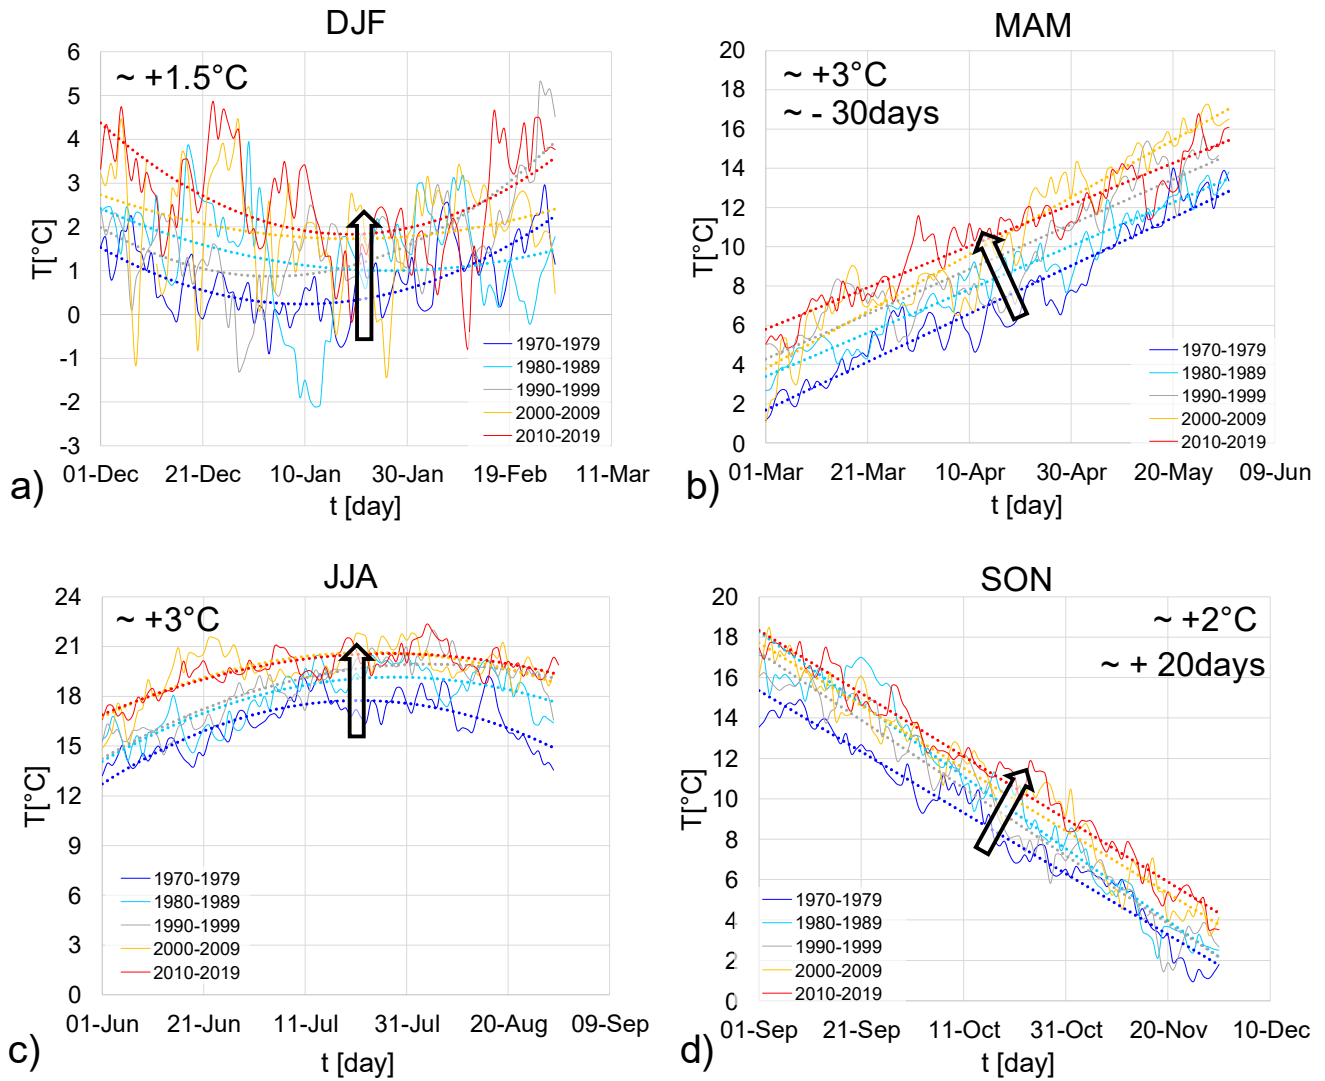 DJF
~ +1.5°C
T[°C]
6
5
4
3
2
1
0
-1
-2
-3
1970-1979
1980-1989
1990-1999
2000-2009
2010-2019
01-Dec 21-Dec 10-Jan 30-Jan 19-Feb 11-Mar
t [day]
a)
MAM
~ +3°C
~ - 30days
T[°C]
20
18
16
14
12
10
8
6
4
2
0
1970-1979
1980-1989
1990-1999
2000-2009
2010-2019
01-Mar 21-Mar 10-Apr 30-Apr 20-May 09-Jun
t [day]
b)
JJA
~ +3°C
T[°C]
24
21
18
15
12
9
6
3
0
1970-1979
1980-1989
1990-1999
2000-2009
2010-2019
01-Jun 21-Jun 11-Jul 31-Jul 20-Aug 09-Sep
t [day]
c)
SON
~ +2°C
~ + 20days
T[°C]
20
18
16
14
12
10
8
6
4
2
0
1970-1979
1980-1989
1990-1999
2000-2009
2010-2019
01-Sep 21-Sep 11-Oct 31-Oct 20-Nov 10-Dec
t [day]
d)